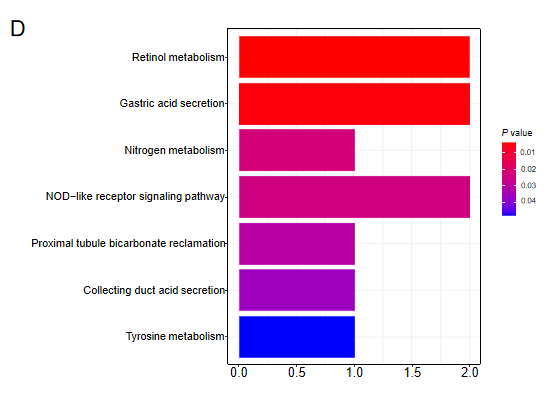 D
Retinol metabolism
Gastric acid secretion
Nitrogen metabolism
NOD−like receptor signaling pathway
Proximal tubule bicarbonate reclamation
Collecting duct acid secretion
Tyrosine metabolism
0.0 0.5 1.0 1.5 2.0
P value
0.01
0.02
0.03
0.04